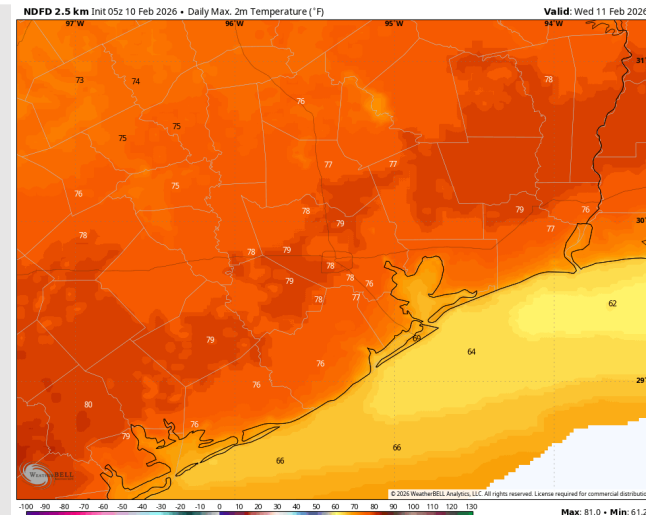 NDFD 2.5 km Init 05z 10 Feb 2026 • Daily Max. 2m Temperature (°F)
Valid: Wed 11 Feb 2026
97°W 96°W 95°W 94°W
31°
73 74 78
76
75 75
77 77
75
76
78 79 76
79 30°
78 77
78 79
78
79 78 76
78 77
62
79 69
64
76
29°
76
80
76
79
66
66
WEATHERBELL
© 2026 WeatherBELL Analytics, LLC. All rights reserved. License required for commercial distributio
-100 -90 -80 -70 -60 -50 -40 -30 -20 -10 0 10 20 30 40 50 60 70 80 90 100 110 120 130
Max: 81.0 • Min: 61.2